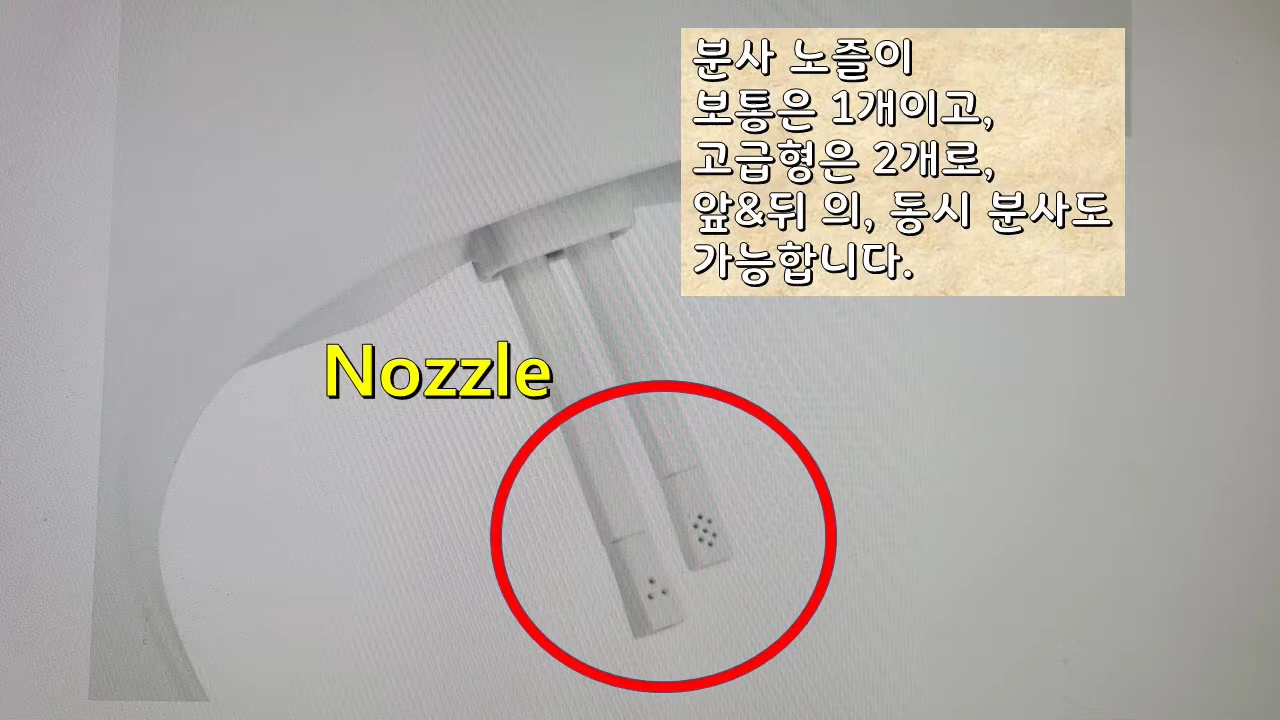 분사 노즐이
보통은 1개이고,
고급형은 2개로,
앞&뒤 의, 동시 분사도
가능합니다.
Nozzle